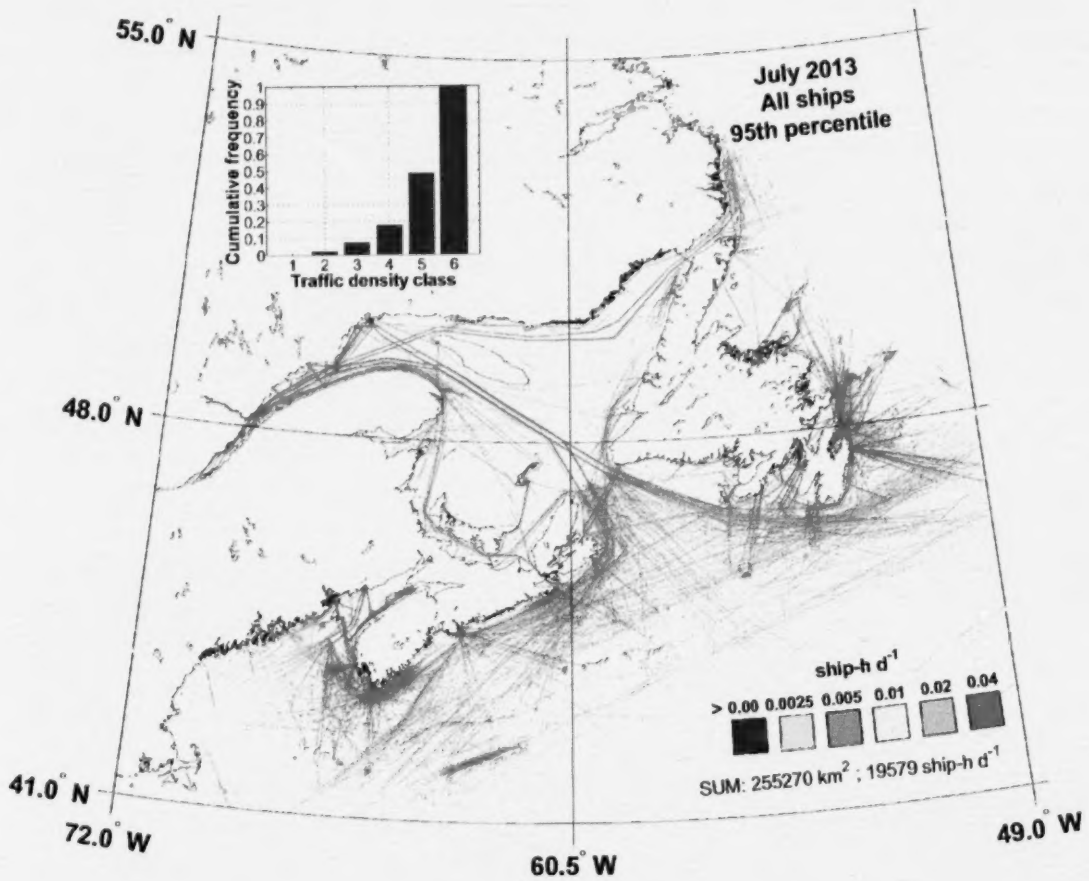 55.0° N
July 2013
All ships
95th percentile
Cumulative frequency
1
0.9
0.8
0.7
0.6
0.5
0.4
0.3
0.2
0.1
0
1 2 3 4 5 6
Traffic density class
48.0° N
ship-h d⁻¹
> 0.00 0.0025 0.005 0.01 0.02 0.04
SUM: 255270 km² ; 19579 ship-h d⁻¹
41.0° N
72.0° W
60.5° W
49.0° W